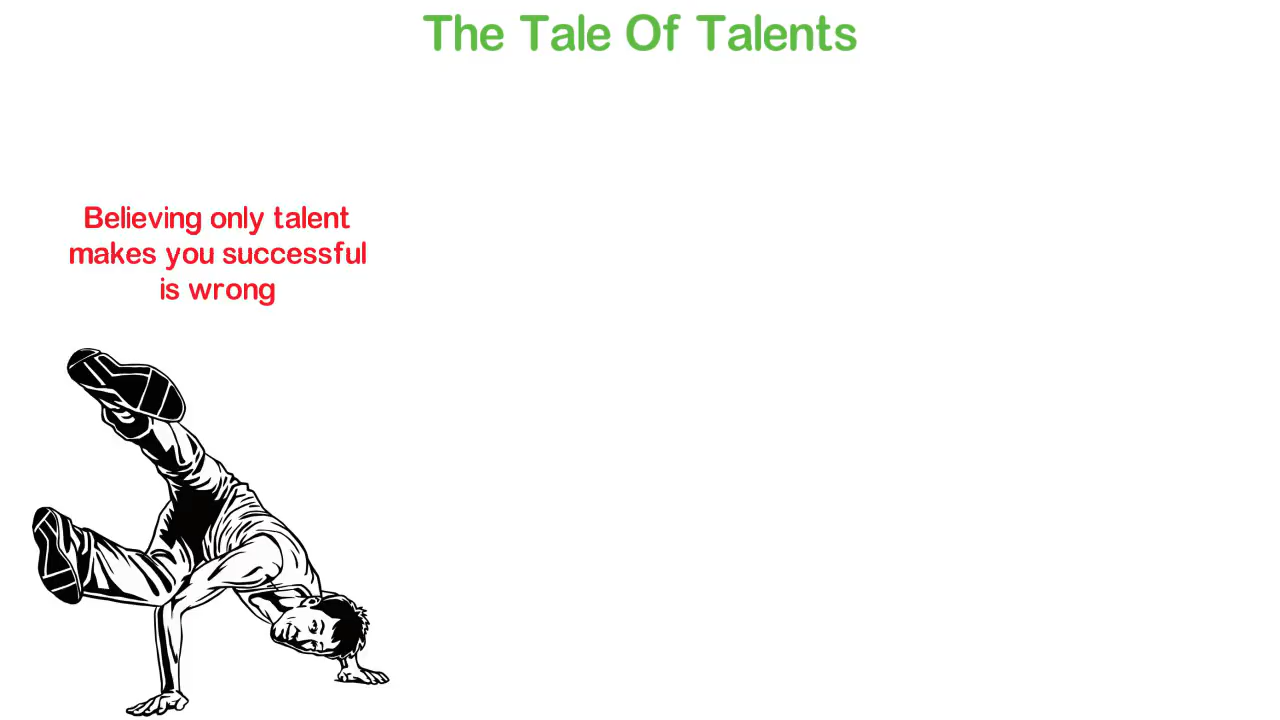 The Tale Of Talents
Believing only talent
makes you successful
is wrong